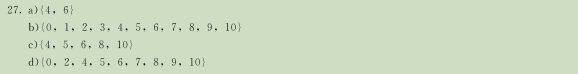 27. a){4, 6}
b){0, 1, 2, 3, 4, 5, 6, 7, 8, 9, 10}
c){4, 5, 6, 8, 10}
d){0, 2, 4, 5, 6, 7, 8, 9, 10}